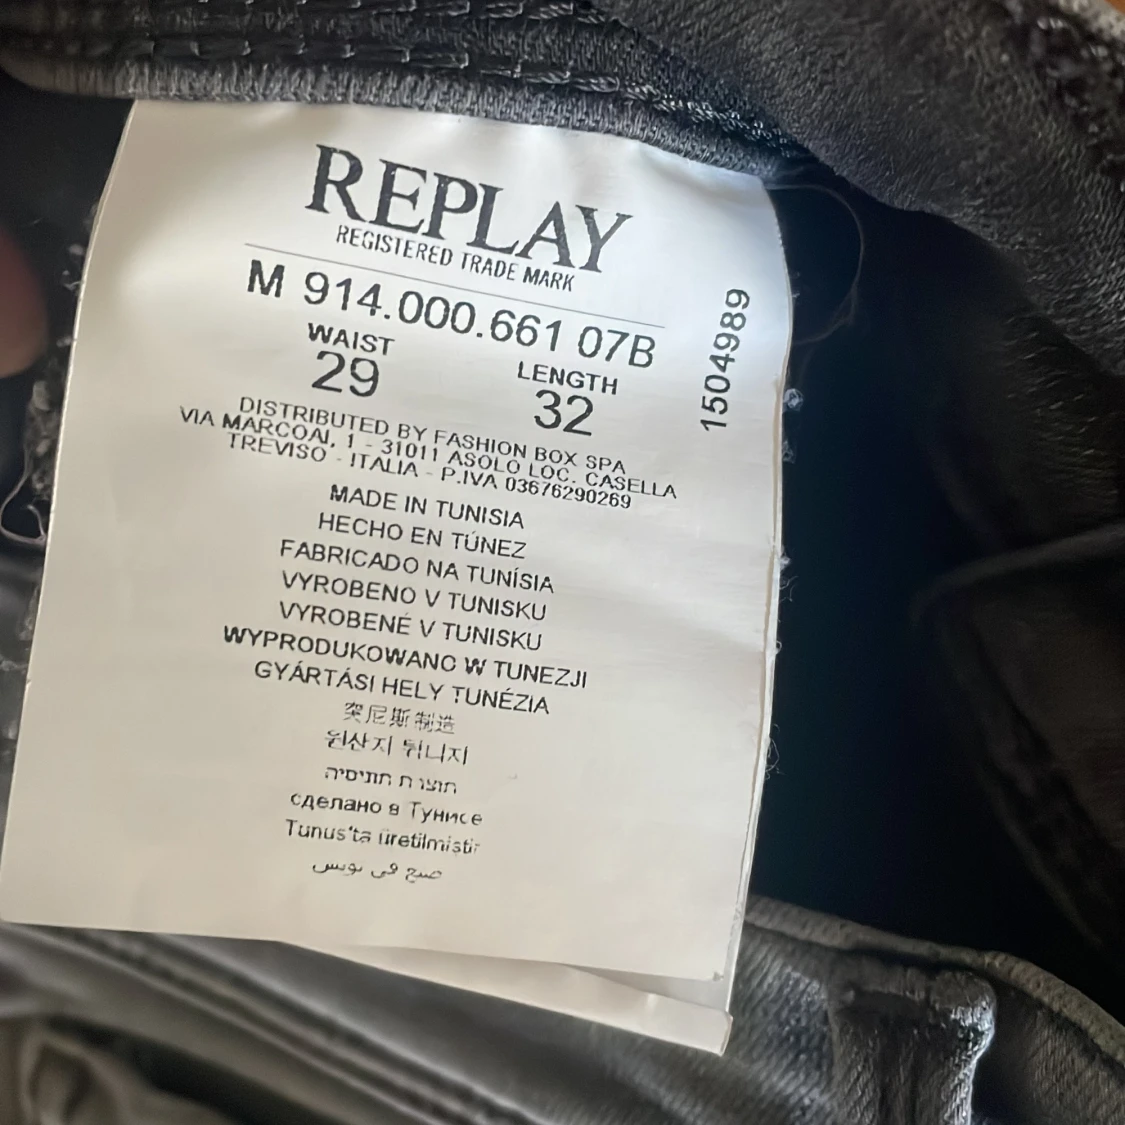 REPLAY
REGISTERED TRADE MARK
M 914.000.661 07B
WAIST
29
LENGTH
32
1504989
DISTRIBUTED BY FASHION BOX SPA
VIA MARCONI, 1 - 31011 ASOLO LOC. CASELLA
TREVISO - ITALIA - P.IVA 03676290269
MADE IN TUNISIA
HECHO EN TÚNEZ
FABRICADO NA TUNÍSIA
VYROBENO V TUNISKU
VYROBENÉ V TUNISKU
WYPRODUKOWANO W TUNEZJI
GYÁRTÁSI HELY TUNÉZIA
突尼斯制造
원산지 튀니지
сделано в Тунисе
Tunus'ta üretilmiştir
صنع في تونس